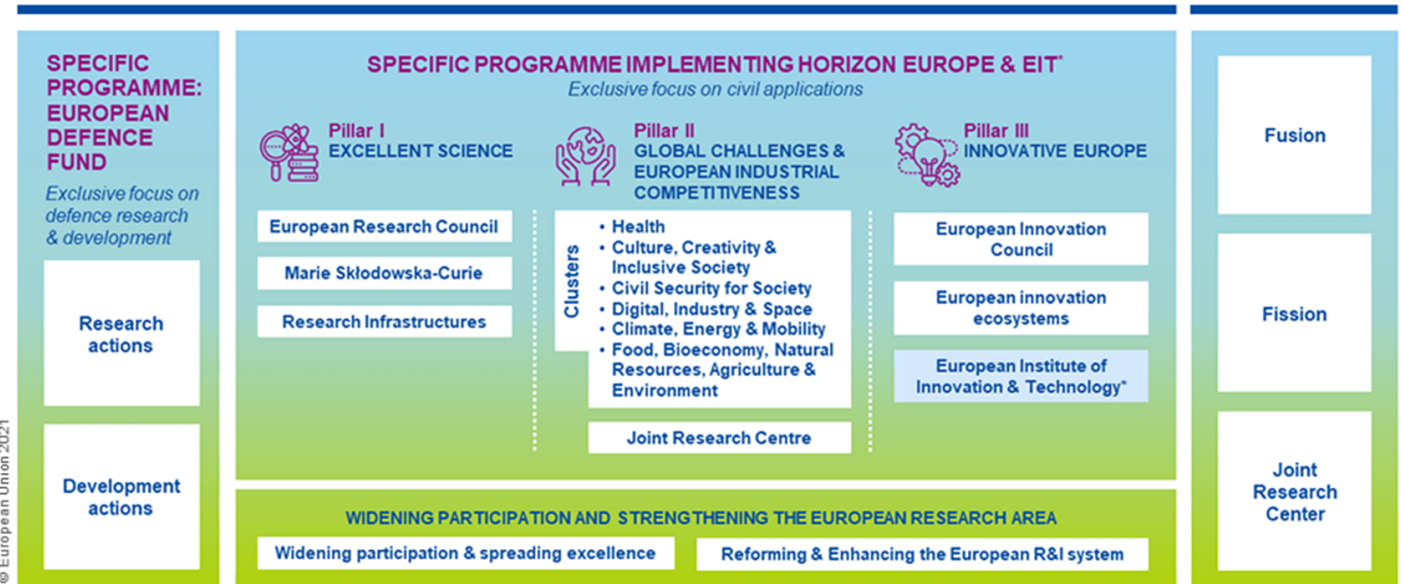 SPECIFIC
PROGRAMME:
EUROPEAN
DEFENCE
FUND
Exclusive focus on
defence research
& development
Research
actions
Development
actions
SPECIFIC PROGRAMME IMPLEMENTING HORIZON EUROPE & EIT*
Exclusive focus on civil applications
Pillar I
EXCELLENT SCIENCE
European Research Council
Marie Skłodowska-Curie
Research Infrastructures
Pillar II
GLOBAL CHALLENGES &
EUROPEAN INDUSTRIAL
COMPETITIVENESS
Clusters
• Health
• Culture, Creativity &
Inclusive Society
• Civil Security for Society
• Digital, Industry & Space
• Climate, Energy & Mobility
• Food, Bioeconomy, Natural
Resources, Agriculture &
Environment
Joint Research Centre
Pillar III
INNOVATIVE EUROPE
European Innovation
Council
European innovation
ecosystems
European Institute of
Innovation & Technology*
WIDENING PARTICIPATION AND STRENGTHENING THE EUROPEAN RESEARCH AREA
Widening participation & spreading excellence
Reforming & Enhancing the European R&I system
Fusion
Fission
Joint
Research
Center
© European Union 2021